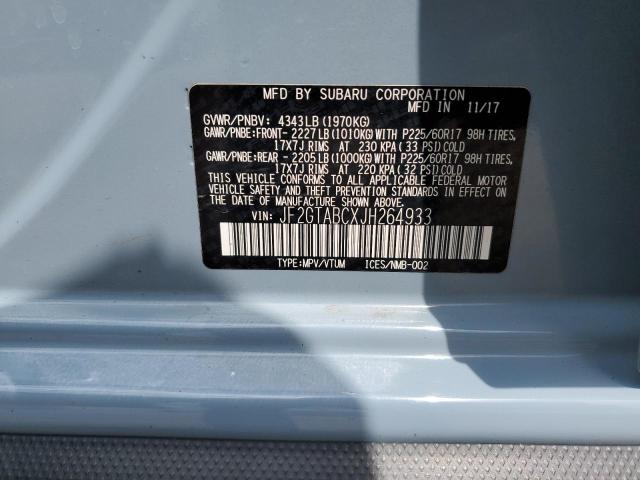 MFD BY SUBARU CORPORATION
MFD IN 11/17
GVWR/PNBV: 4343LB (1970KG)
GAWR/PNBE:FRONT- 2227LB (1010KG) WITH P225/60R17 98H TIRES,
17X7J RIMS AT 230 KPA (33 PSI) COLD
GAWR/PNBE:REAR - 2205LB (1000KG) WITH P225/60R17 98H TIRES,
17X7J RIMS AT 220 KPA (32 PSI) COLD
THIS VEHICLE CONFORMS TO ALL APPLICABLE FEDERAL MOTOR
VEHICLE SAFETY AND THEFT PREVENTION STANDARDS IN EFFECT
ON THE DATE OF MANUFACTURE SHOWN ABOVE.
VIN: JF2GTABCXJH264933
TYPE:MPV/VTUM ICES/NMB-002